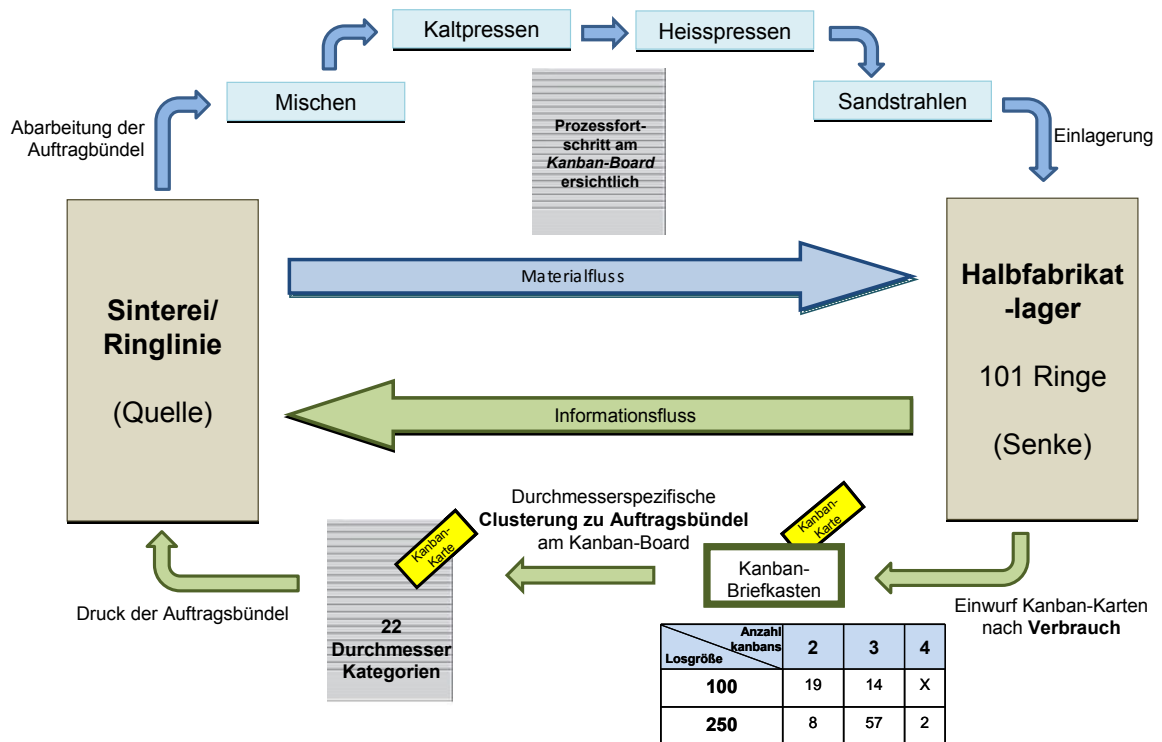 Kaltpressen
Heisspressen
Mischen
Sandstrahlen
Abarbeitung der
Auftragbündel
Prozessfort-
schritt am
Kanban-Board
ersichtlich
Einlagerung
Materialfluss
Sinterei/
Ringlinie
(Quelle)
Halbfabrikat
-lager
101 Ringe
(Senke)
Informationsfluss
Durchmesserspezifische
Clusterung zu Auftragsbündel
am Kanban-Board
Kanban-
Karte
Kanban-
Karte
Kanban-
Briefkasten
Druck der Auftragsbündel
22
Durchmesser
Kategorien
Einwurf Kanban-Karten
nach Verbrauch
Anzahl
kanbans
Losgröße
2 3 4
100 19 14 X
250 8 57 2